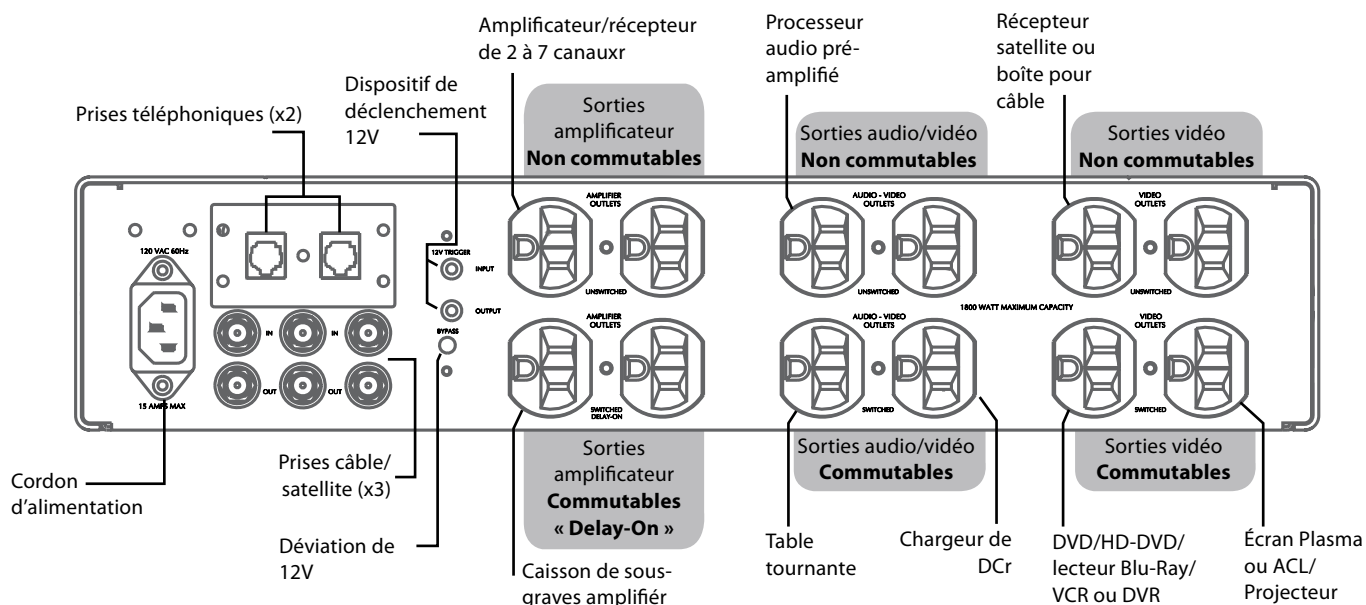 Amplificateur/récepteur
de 2 à 7 canauxr
Processeur
audio pré-
amplifié
Récepteur
satellite ou
boîte pour
câble
Dispositif de
déclenchement
12V
Prises téléphoniques (x2)
Sorties
amplificateur
Non commutables
Sorties audio/vidéo
Non commutables
Sorties vidéo
Non commutables
120 VAC 60Hz
15 AMPS MAX
IN
IN
OUT
OUT
12V TRIGGER
INPUT
OUTPUT
BYPASS
AMPLIFIER
OUTLETS
UNSWITCHED
AUDIO - VIDEO
OUTLETS
UNSWITCHED
VIDEO
OUTLETS
UNSWITCHED
1800 WATT MAXIMUM CAPACITY
AMPLIFIER
OUTLETS
SWITCHED
DELAY-ON
AUDIO - VIDEO
OUTLETS
SWITCHED
VIDEO
OUTLETS
SWITCHED
Sorties
amplificateur
Commutables
« Delay-On »
Sorties audio/vidéo
Commutables
Sorties vidéo
Commutables
Cordon
d'alimentation
Prises câble/
satellite (x3)
Déviation de
12V
Caisson de sous-
graves amplifiér
Table
tournante
Chargeur de
DCr
DVD/HD-DVD/
lecteur Blu-Ray/
VCR ou DVR
Écran Plasma
ou ACL/
Projecteur